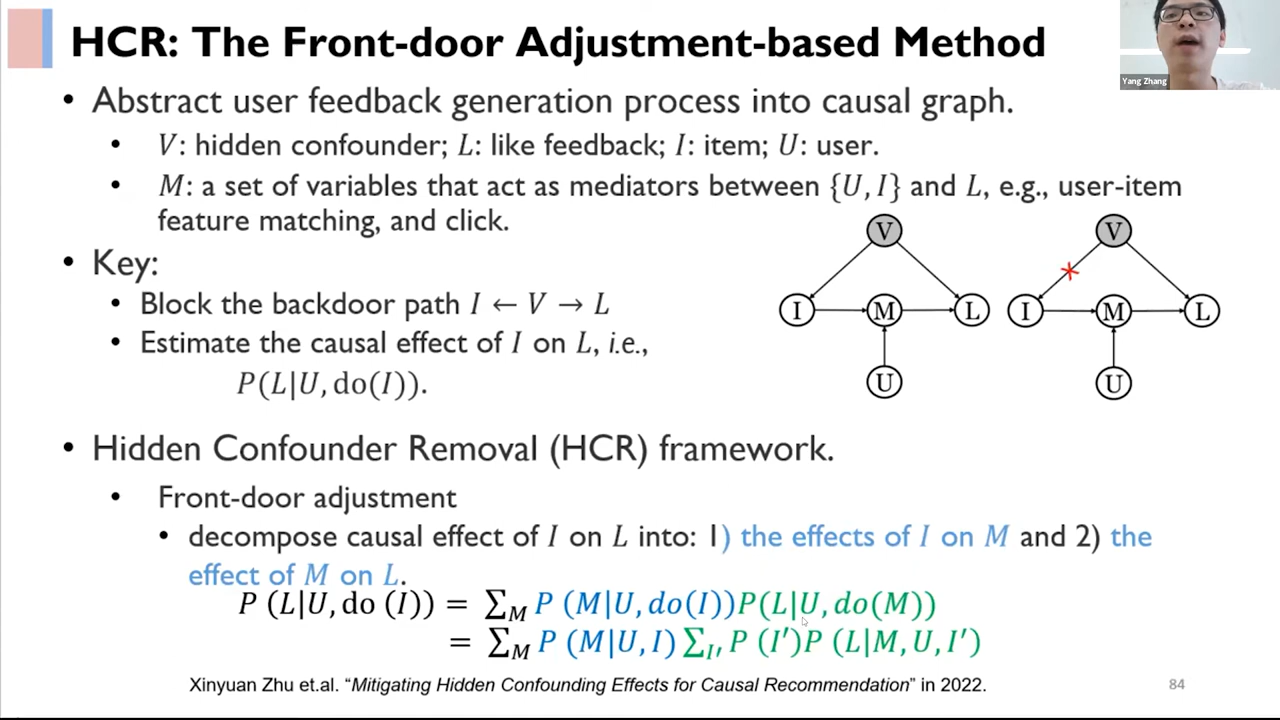 HCR: The Front-door Adjustment-based Method
Yang Zhang
• Abstract user feedback generation process into causal graph.
• V: hidden confounder; L: like feedback; I: item; U: user.
• M: a set of variables that act as mediators between {U, I} and L, e.g., user-item
feature matching, and click.
• Key:
• Block the backdoor path I ← V → L
• Estimate the causal effect of I on L, i.e.,
P(L|U, do(I)).
V
I
M
L
U
V
I
M
L
U
• Hidden Confounder Removal (HCR) framework.
• Front-door adjustment
• decompose causal effect of I on L into: 1) the effects of I on M and 2) the
effect of M on L.
P (L|U, do (I)) = ∑_M P (M|U, do(I))P(L|U, do(M))
= ∑_M P (M|U, I) ∑_I′ P (I′)P (L|M, U, I′)
Xinyuan Zhu et.al. “Mitigating Hidden Confounding Effects for Causal Recommendation” in 2022.
84